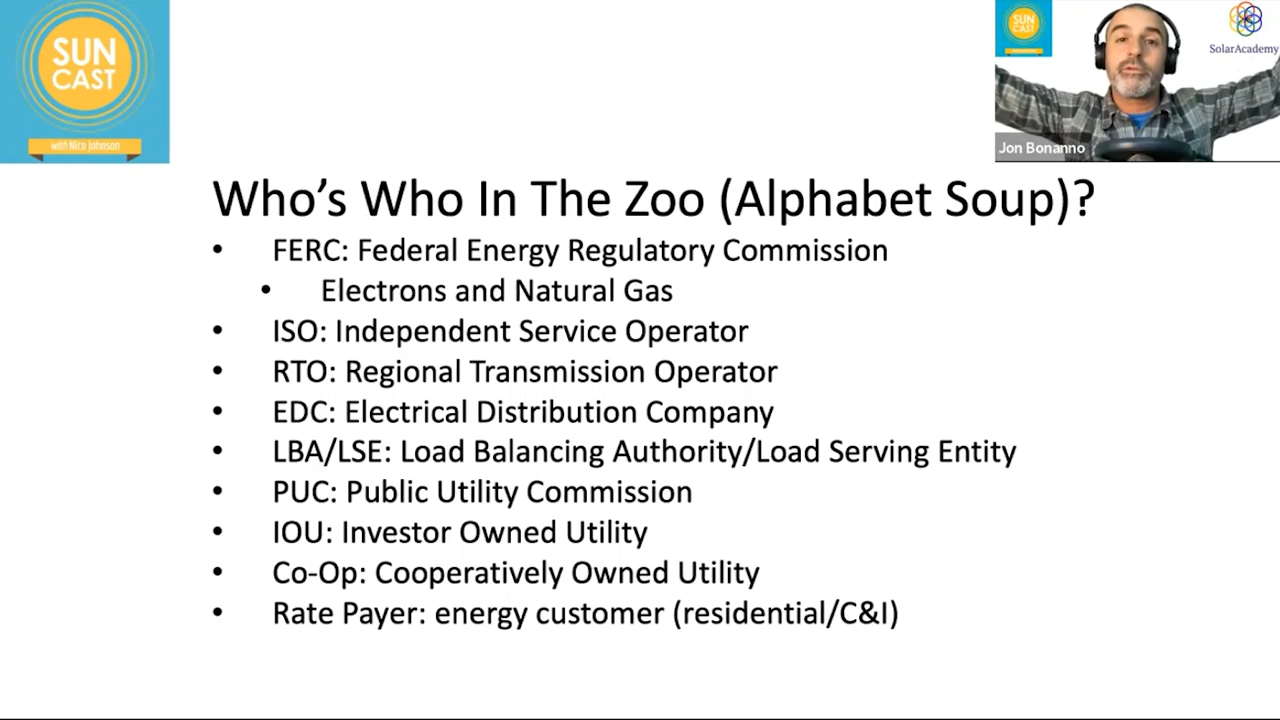 SUN
CAST
with Nico Johnson
SUN
CAST
SolarAcademy
Jon Bonanno
Who's Who In The Zoo (Alphabet Soup)?
• FERC: Federal Energy Regulatory Commission
• Electrons and Natural Gas
• ISO: Independent Service Operator
• RTO: Regional Transmission Operator
• EDC: Electrical Distribution Company
• LBA/LSE: Load Balancing Authority/Load Serving Entity
• PUC: Public Utility Commission
• IOU: Investor Owned Utility
• Co-Op: Cooperatively Owned Utility
• Rate Payer: energy customer (residential/C&I)